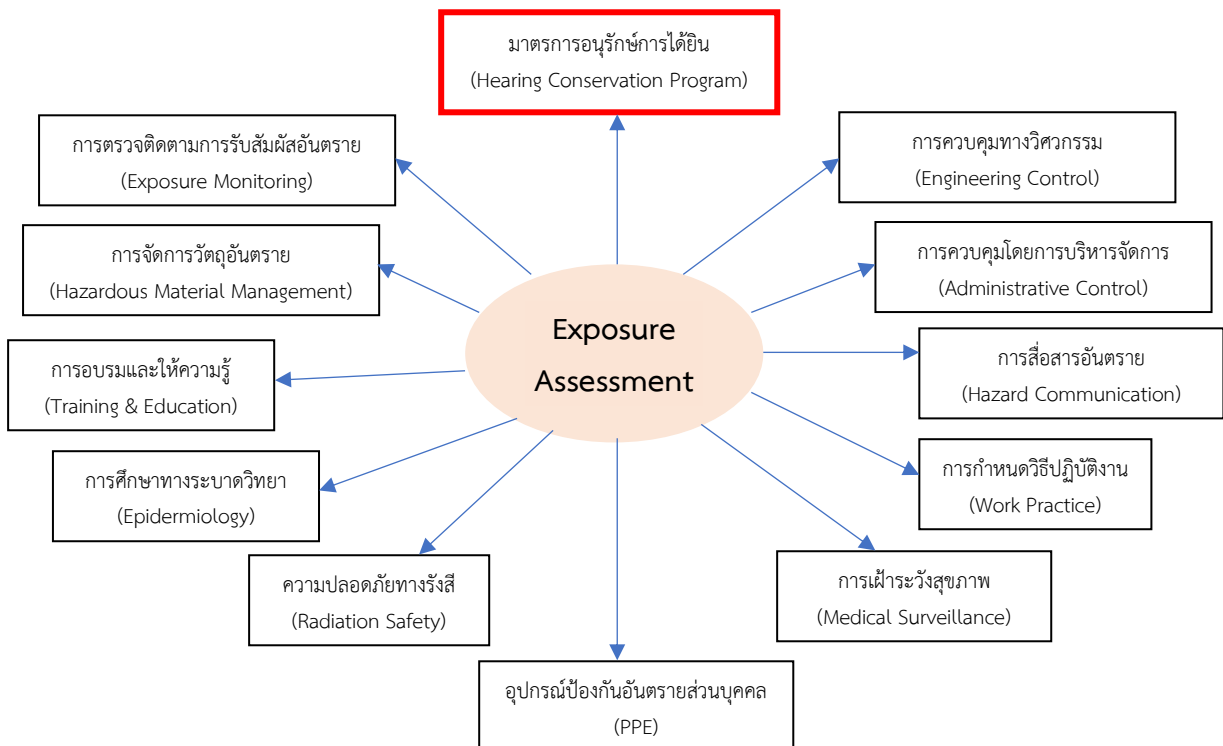 มาตรการอนุรักษ์การได้ยิน
(Hearing Conservation Program)
การตรวจติดตามการรับสัมผัสอันตราย
(Exposure Monitoring)
การควบคุมทางวิศวกรรม
(Engineering Control)
การจัดการวัตถุอันตราย
(Hazardous Material Management)
การควบคุมโดยการบริหารจัดการ
(Administrative Control)
Exposure
Assessment
การอบรมและให้ความรู้
(Training & Education)
การสื่อสารอันตราย
(Hazard Communication)
การศึกษาทางระบาดวิทยา
(Epidermiology)
การกำหนดวิธีปฏิบัติงาน
(Work Practice)
ความปลอดภัยทางรังสี
(Radiation Safety)
การเฝ้าระวังสุขภาพ
(Medical Surveillance)
อุปกรณ์ป้องกันอันตรายส่วนบุคคล
(PPE)